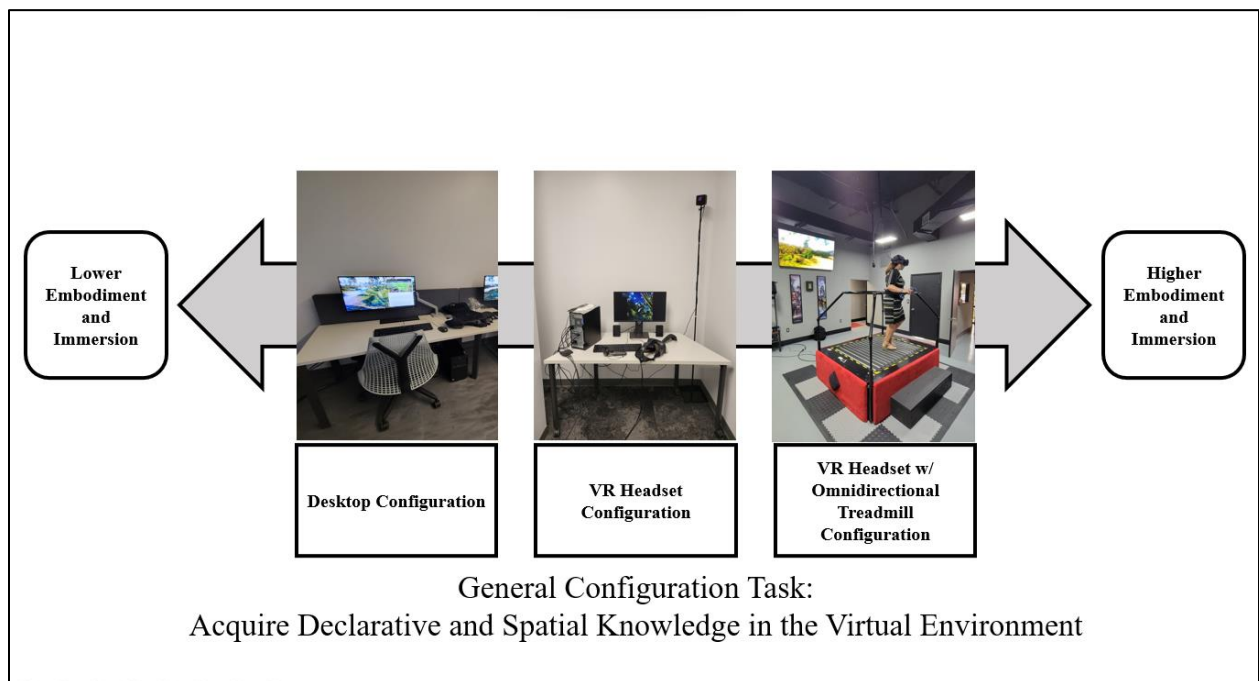 Lower
Embodiment
and
Immersion
Higher
Embodiment
and
Immersion
Desktop Configuration
VR Headset
Configuration
VR Headset w/
Omnidirectional
Treadmill
Configuration
General Configuration Task:
Acquire Declarative and Spatial Knowledge in the Virtual Environment